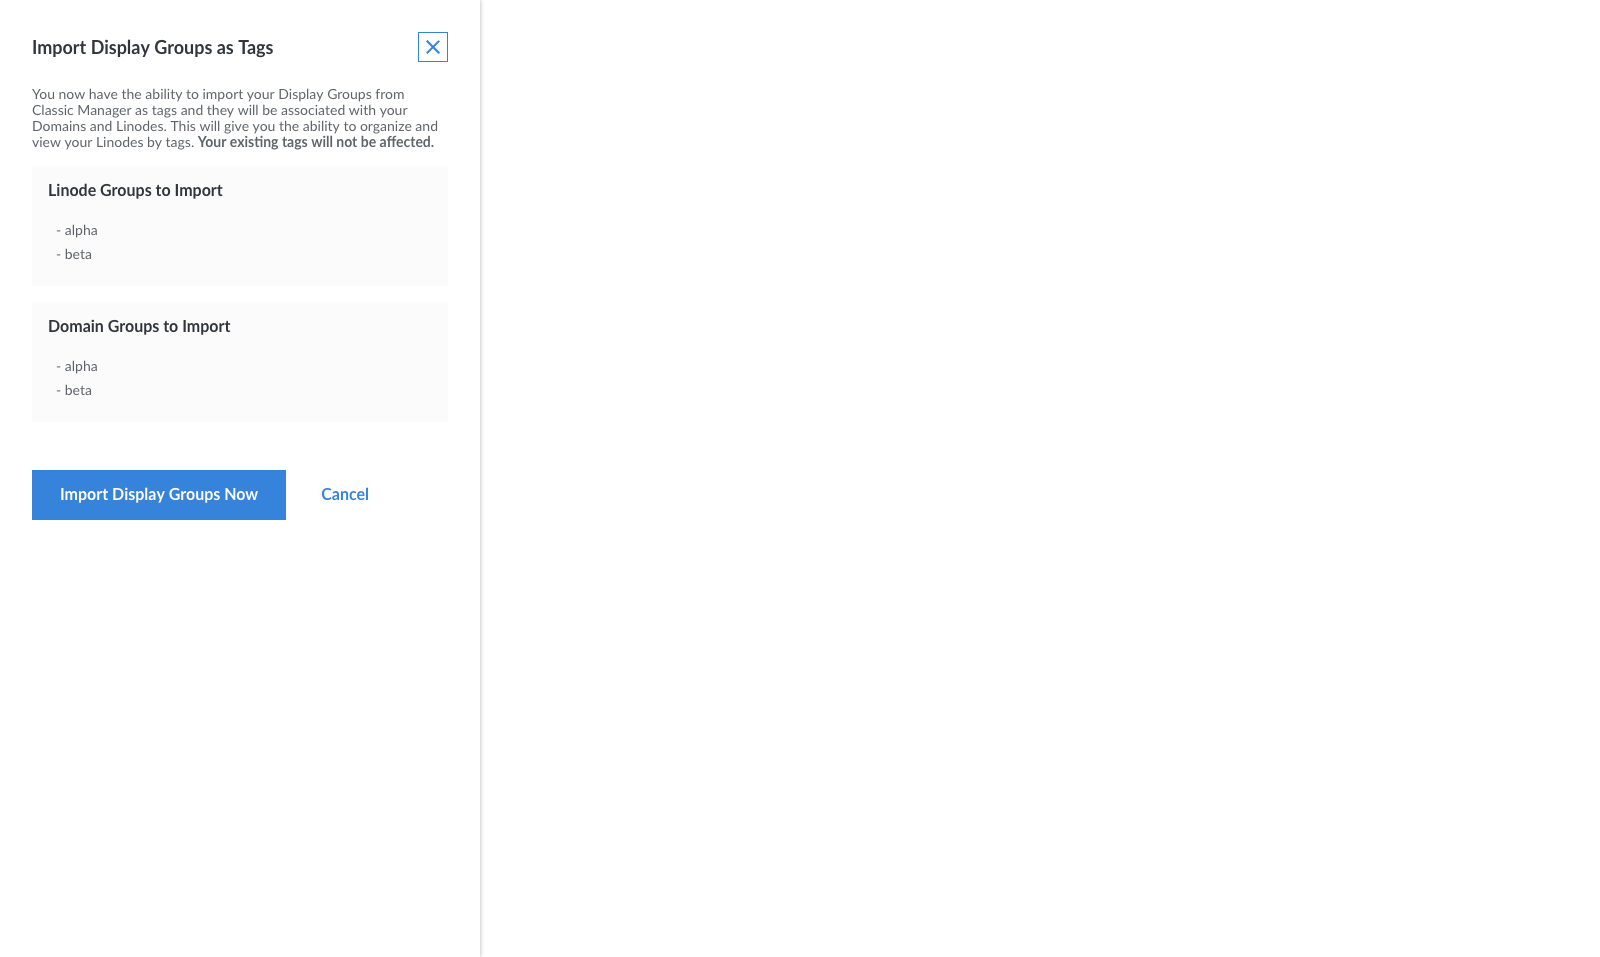 Import Display Groups as Tags
You now have the ability to import your Display Groups from
Classic Manager as tags and they will be associated with your
Domains and Linodes. This will give you the ability to organize and
view your Linodes by tags. Your existing tags will not be affected.
Linode Groups to Import
- alpha
- beta
Domain Groups to Import
- alpha
- beta
Import Display Groups Now
Cancel